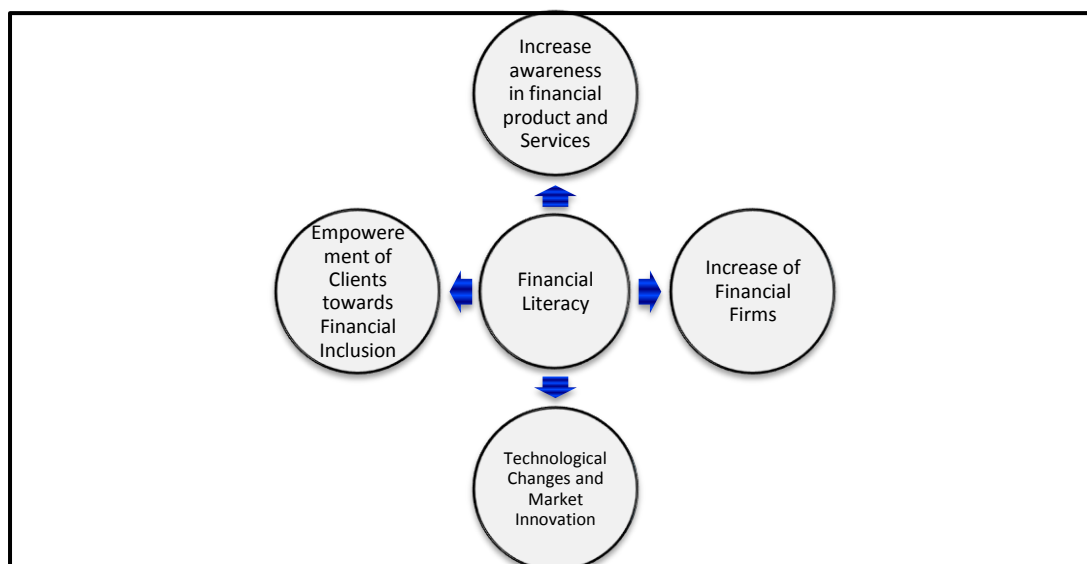 Increase
awareness
in financial
product and
Services
Empowere
ment of
Clients
towards
Financial
Inclusion
Financial
Literacy
Increase of
Financial
Firms
Technological
Changes and
Market
Innovation